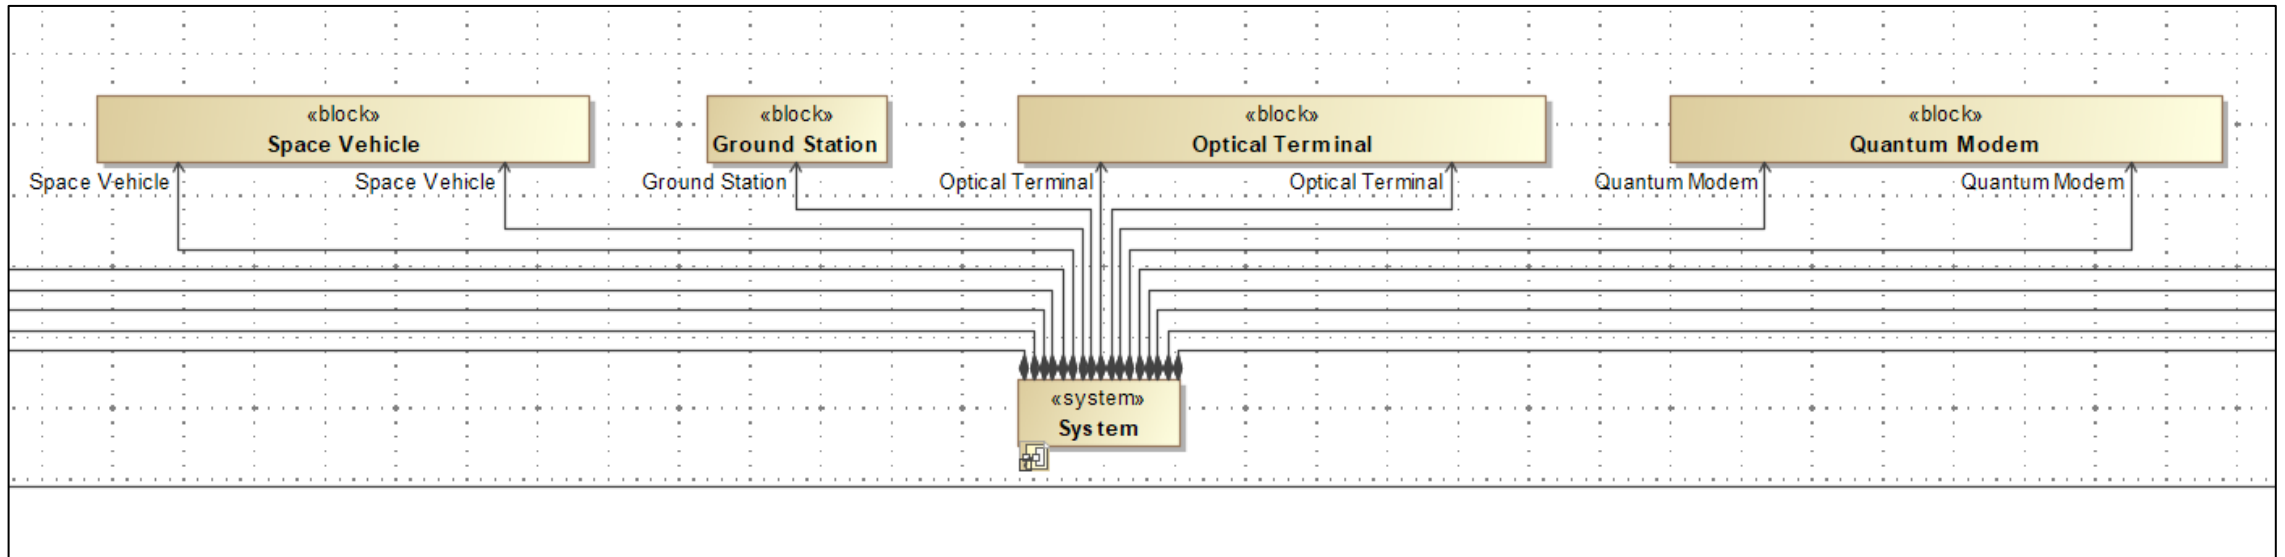 «block»
Space Vehicle
«block»
Ground Station
«block»
Optical Terminal
«block»
Quantum Modem
Space Vehicle
Space Vehicle
Ground Station
Optical Terminal
Optical Terminal
Quantum Modem
Quantum Modem
«system»
System